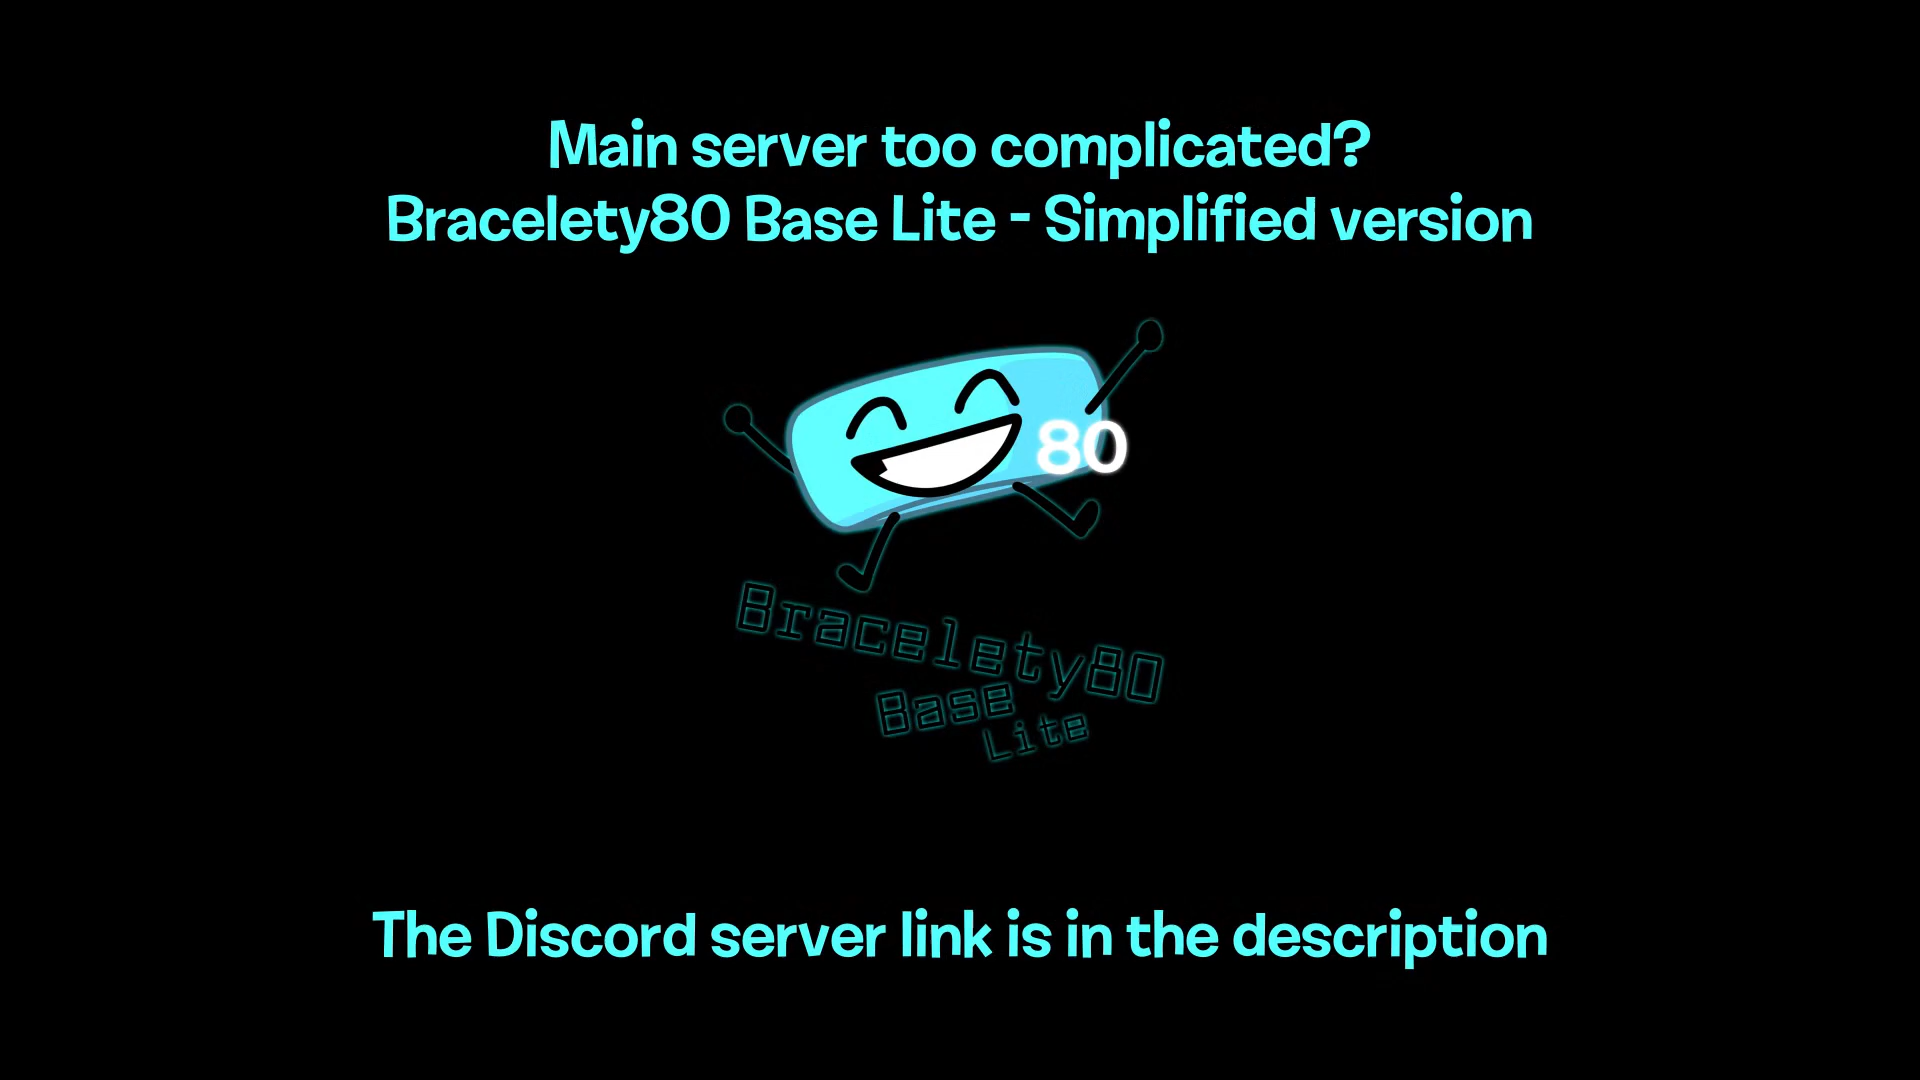 Main server too complicated?
Bracelety80 Base Lite - Simplified version
80
Bracelety80
Base
Lite
The Discord server link is in the description